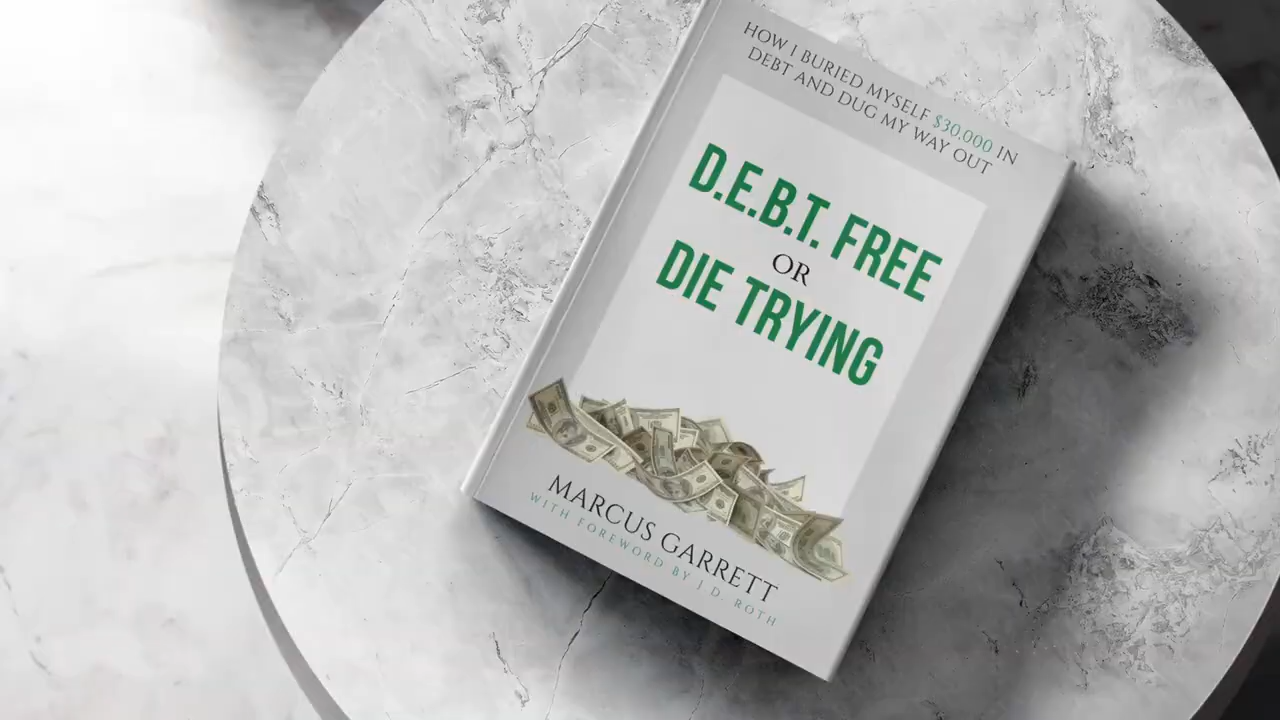 HOW I BURIED MYSELF $30,000 IN
DEBT AND DUG MY WAY OUT
D.E.B.T. FREE
OR
DIE TRYING
MARCUS GARRETT
WITH FOREWORD BY J.D. ROTH